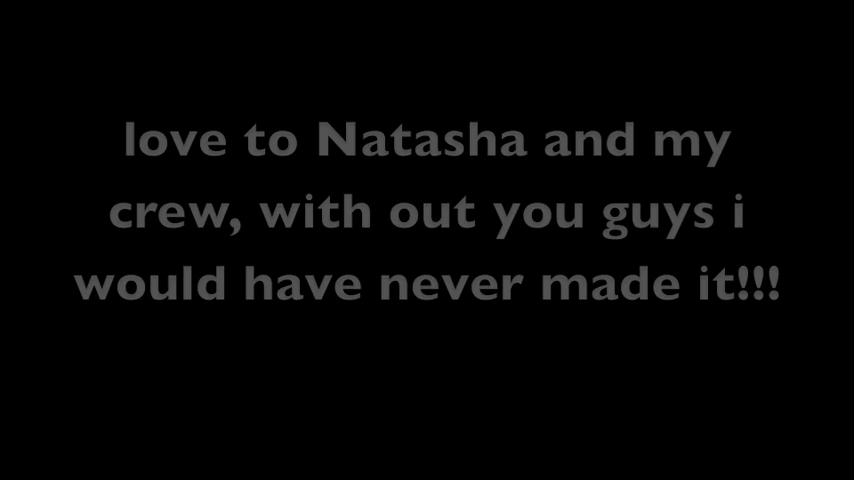 love to Natasha and my
crew, with out you guys i
would have never made it!!!